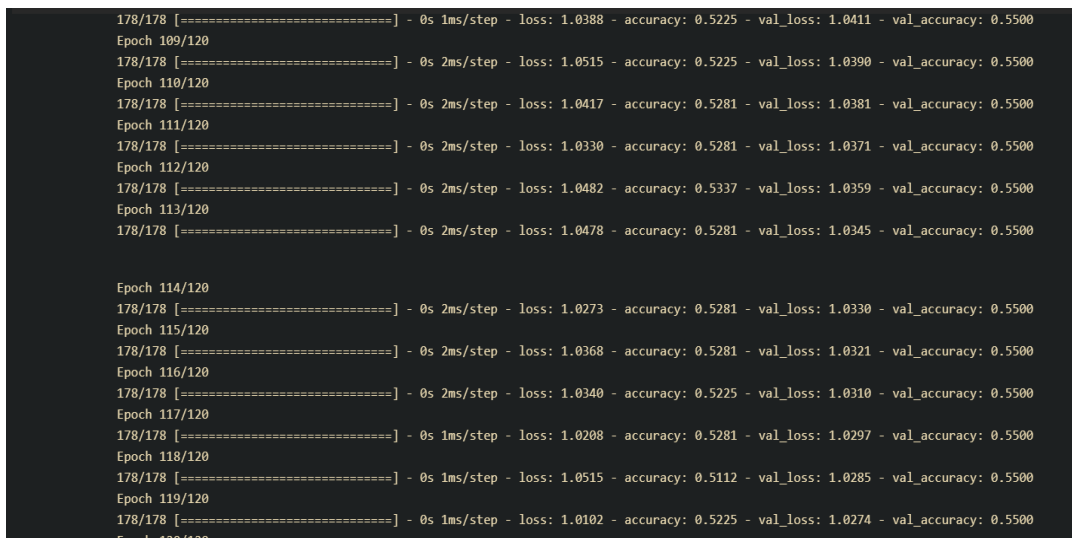 178/178 [==============================] - 0s 1ms/step - loss: 1.0388 - accuracy: 0.5225 - val_loss: 1.0411 - val_accuracy: 0.5500
Epoch 109/120
178/178 [==============================] - 0s 2ms/step - loss: 1.0515 - accuracy: 0.5225 - val_loss: 1.0390 - val_accuracy: 0.5500
Epoch 110/120
178/178 [==============================] - 0s 2ms/step - loss: 1.0417 - accuracy: 0.5281 - val_loss: 1.0381 - val_accuracy: 0.5500
Epoch 111/120
178/178 [==============================] - 0s 2ms/step - loss: 1.0330 - accuracy: 0.5281 - val_loss: 1.0371 - val_accuracy: 0.5500
Epoch 112/120
178/178 [==============================] - 0s 2ms/step - loss: 1.0482 - accuracy: 0.5337 - val_loss: 1.0359 - val_accuracy: 0.5500
Epoch 113/120
178/178 [==============================] - 0s 2ms/step - loss: 1.0478 - accuracy: 0.5281 - val_loss: 1.0345 - val_accuracy: 0.5500
Epoch 114/120
178/178 [==============================] - 0s 2ms/step - loss: 1.0273 - accuracy: 0.5281 - val_loss: 1.0330 - val_accuracy: 0.5500
Epoch 115/120
178/178 [==============================] - 0s 2ms/step - loss: 1.0368 - accuracy: 0.5281 - val_loss: 1.0321 - val_accuracy: 0.5500
Epoch 116/120
178/178 [==============================] - 0s 2ms/step - loss: 1.0340 - accuracy: 0.5225 - val_loss: 1.0310 - val_accuracy: 0.5500
Epoch 117/120
178/178 [==============================] - 0s 1ms/step - loss: 1.0208 - accuracy: 0.5281 - val_loss: 1.0297 - val_accuracy: 0.5500
Epoch 118/120
178/178 [==============================] - 0s 1ms/step - loss: 1.0515 - accuracy: 0.5112 - val_loss: 1.0285 - val_accuracy: 0.5500
Epoch 119/120
178/178 [==============================] - 0s 1ms/step - loss: 1.0102 - accuracy: 0.5225 - val_loss: 1.0274 - val_accuracy: 0.5500